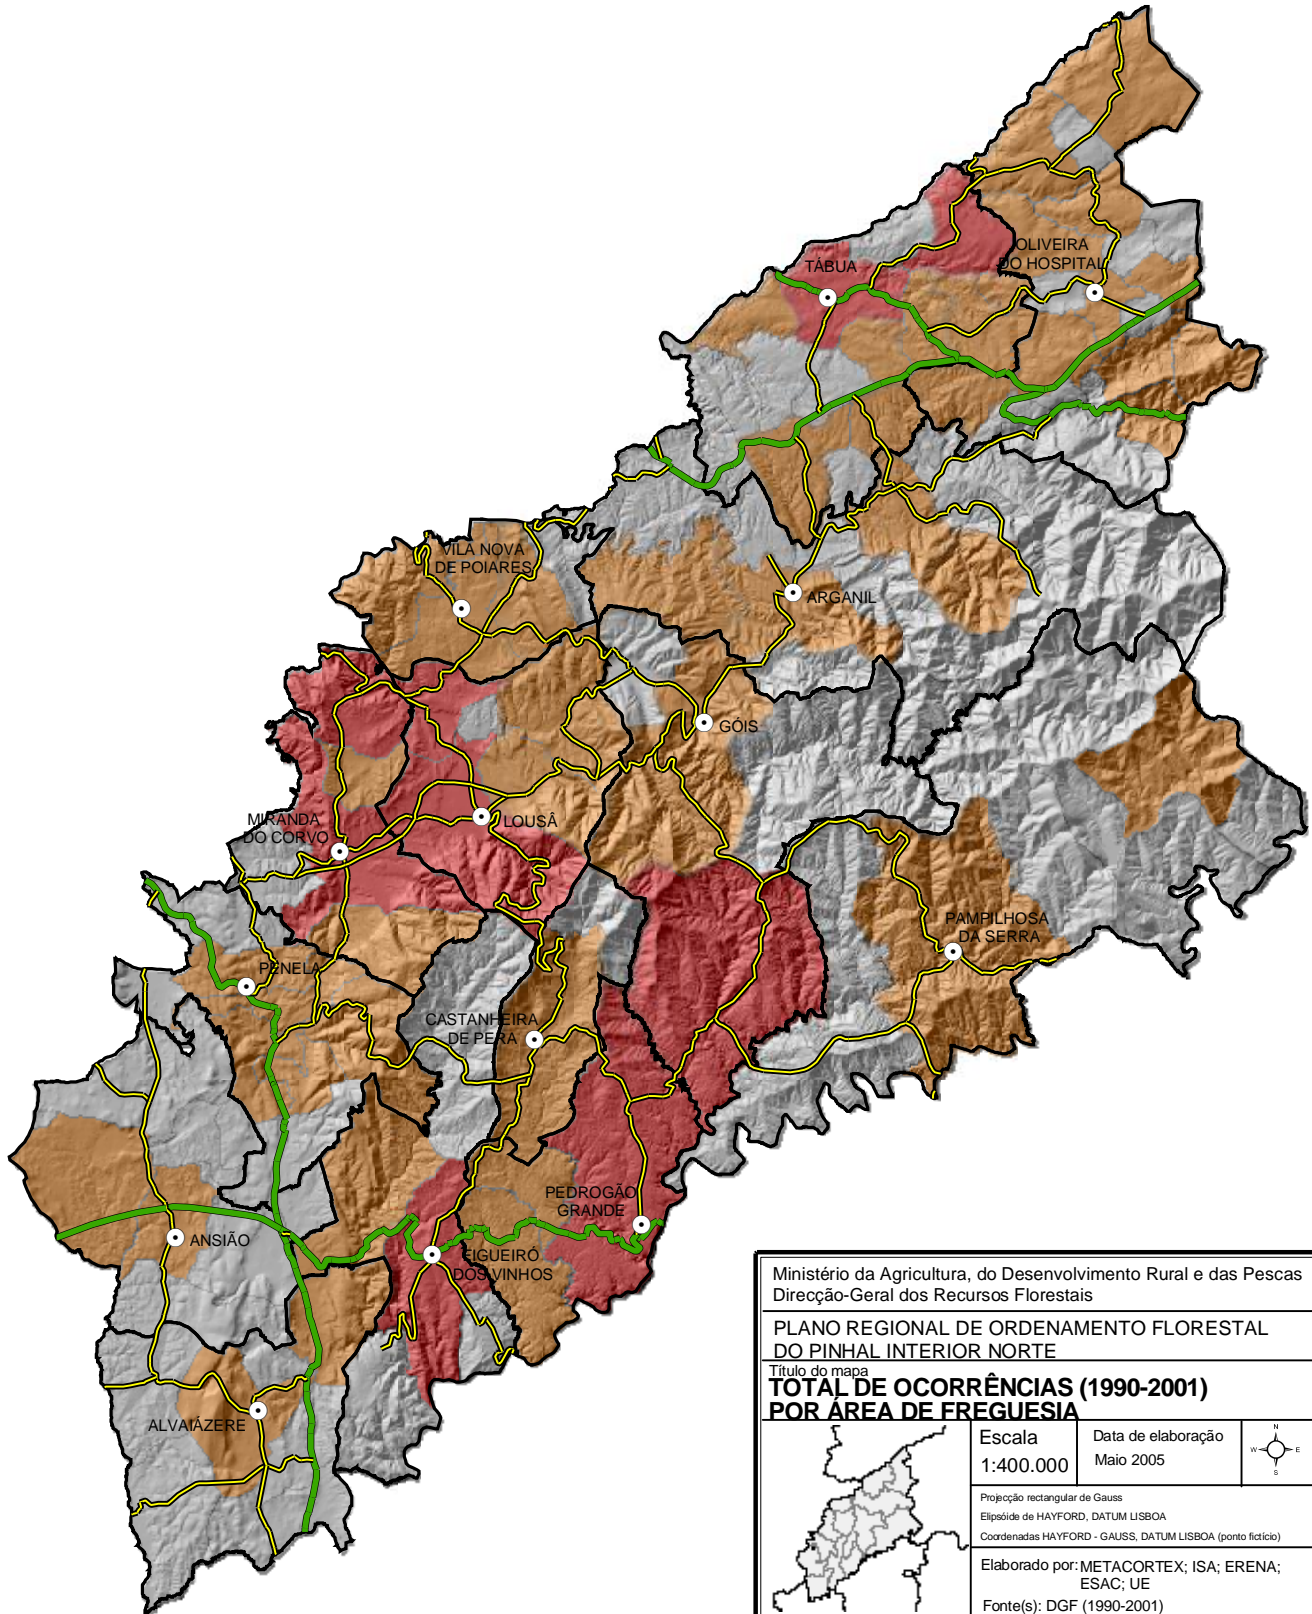 OLIVEIRA
DO HOSPITAL
TÁBUA
VILA NOVA
DE POIARES
ARGANIL
GÓIS
LOUSÂ
MIRANDA
DO CORVO
PAMPILHOSA
DA SERRA
PENELA
CASTANHEIRA
DE PERA
PEDROGÃO
GRANDE
ANSIÃO
FIGUEIRÓ
DOS VINHOS
ALVAIÁZERE
Ministério da Agricultura, do Desenvolvimento Rural e das Pescas
Direcção-Geral dos Recursos Florestais
PLANO REGIONAL DE ORDENAMENTO FLORESTAL
DO PINHAL INTERIOR NORTE
Título do mapa
TOTAL DE OCORRÊNCIAS (1990-2001)
POR ÁREA DE FREGUESIA
Escala
1:400.000
Data de elaboração
Maio 2005
N
W E
S
Projecção rectangular de Gauss
Elipsóide de HAYFORD, DATUM LISBOA
Coordenadas HAYFORD - GAUSS, DATUM LISBOA (ponto fictício)
Elaborado por: METACORTEX; ISA; ERENA;
ESAC; UE
Fonte(s): DGF (1990-2001)